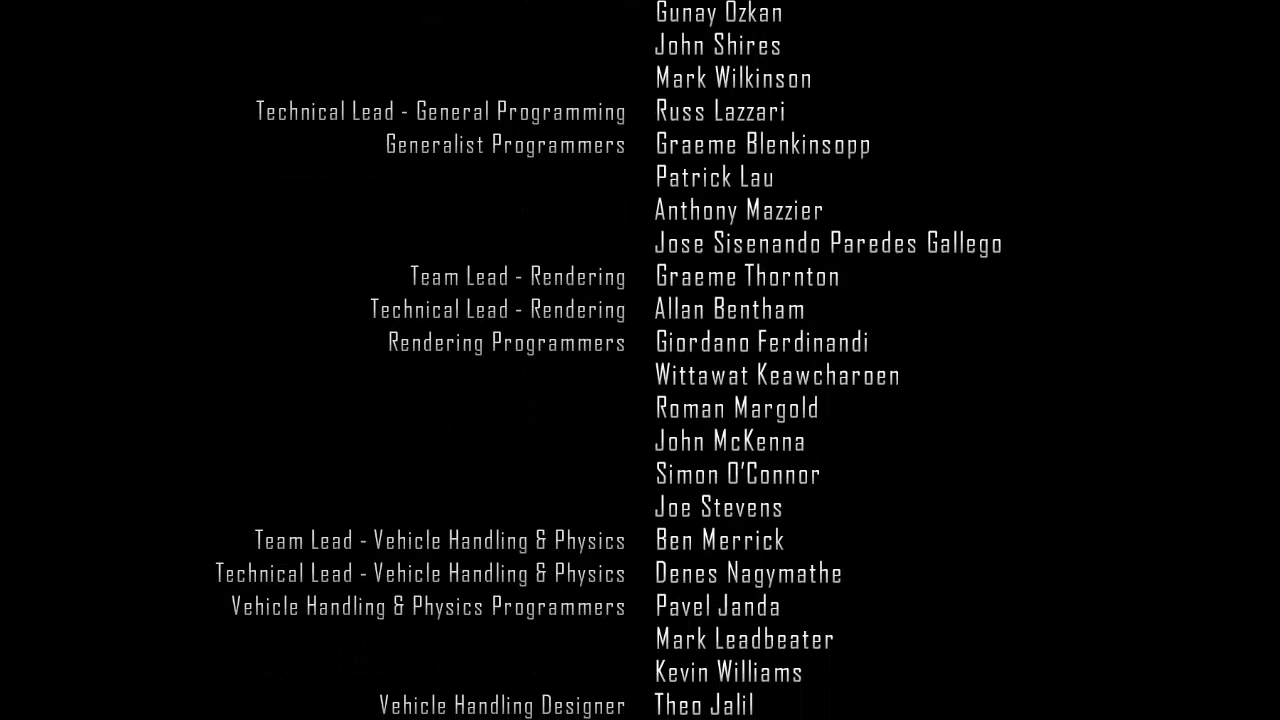 Gunay Ozkan
John Shires
Mark Wilkinson
Technical Lead - General Programming Russ Lazzari
Generalist Programmers Graeme Blenkinsopp
Patrick Lau
Anthony Mazzier
Jose Sisenando Paredes Gallego
Team Lead - Rendering Graeme Thornton
Technical Lead - Rendering Allan Bentham
Rendering Programmers Giordano Ferdinandi
Wittawat Keawcharoen
Roman Margold
John McKenna
Simon O'Connor
Joe Stevens
Team Lead - Vehicle Handling & Physics Ben Merrick
Technical Lead - Vehicle Handling & Physics Denes Nagymathe
Vehicle Handling & Physics Programmers Pavel Janda
Mark Leadbeater
Kevin Williams
Vehicle Handling Designer Theo Jalil